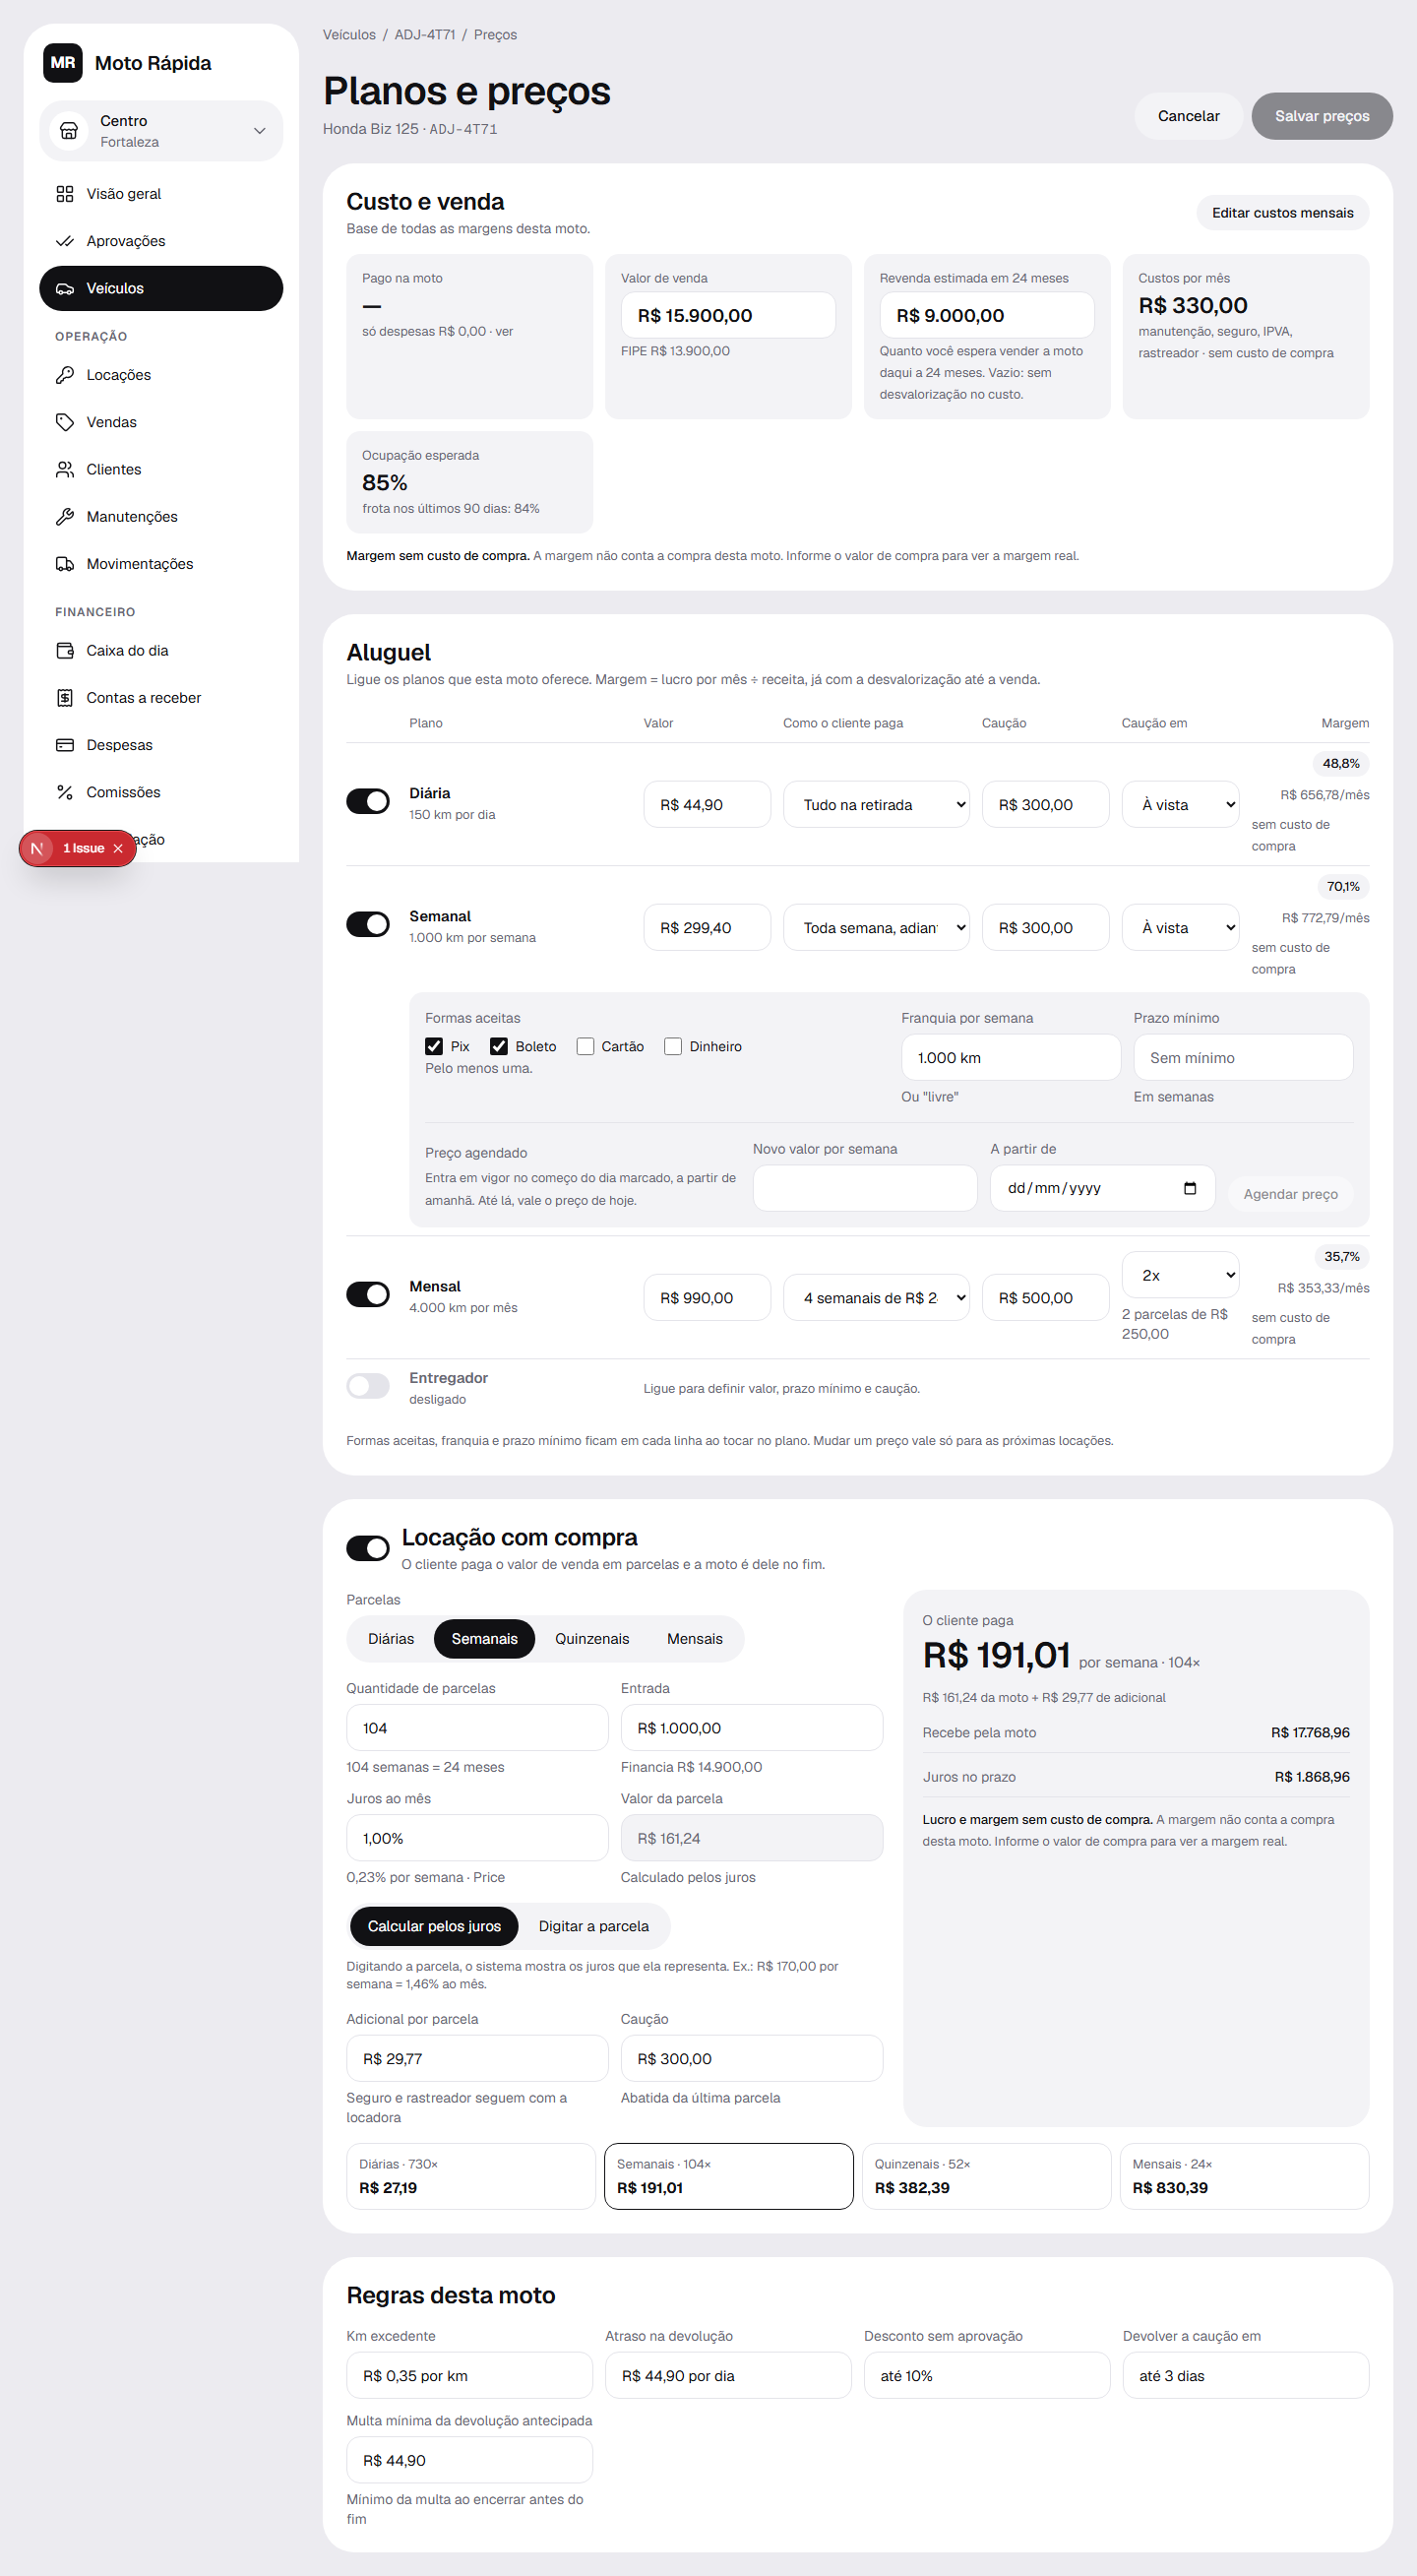 MR Moto Rápida
Centro
Fortaleza
Visão geral
Aprovações
Veículos
OPERAÇÃO
Locações
Vendas
Clientes
Manutenções
Movimentações
FINANCEIRO
Caixa do dia
Contas a receber
Despesas
Comissões
ação
N 1 Issue
Veículos / ADJ-4T71 / Preços
Planos e preços
Honda Biz 125 · ADJ-4T71
Cancelar
Salvar preços
Custo e venda
Base de todas as margens desta moto.
Editar custos mensais
Pago na moto
—
só despesas R$ 0,00 · ver
Valor de venda
R$ 15.900,00
FIPE R$ 13.900,00
Revenda estimada em 24 meses
R$ 9.000,00
Quanto você espera vender a moto
daqui a 24 meses. Vazio: sem
desvalorização no custo.
Custos por mês
R$ 330,00
manutenção, seguro, IPVA,
rastreador · sem custo de compra
Ocupação esperada
85%
frota nos últimos 90 dias: 84%
Margem sem custo de compra. A margem não conta a compra desta moto. Informe o valor de compra para ver a margem real.
Aluguel
Ligue os planos que esta moto oferece. Margem = lucro por mês ÷ receita, já com a desvalorização até a venda.
Plano Valor Como o cliente paga Caução Caução em Margem
Diária
150 km por dia
R$ 44,90
Tudo na retirada
R$ 300,00
À vista
48,8%
R$ 656,78/mês
sem custo de
compra
Semanal
1.000 km por semana
R$ 299,40
Toda semana, adian
R$ 300,00
À vista
70,1%
R$ 772,79/mês
sem custo de
compra
Formas aceitas
Pix Boleto Cartão Dinheiro
Pelo menos uma.
Franquia por semana
1.000 km
Ou "livre"
Prazo mínimo
Sem mínimo
Em semanas
Preço agendado
Entra em vigor no começo do dia marcado, a partir de
amanhã. Até lá, vale o preço de hoje.
Novo valor por semana
A partir de
dd/mm/yyyy
Agendar preço
Mensal
4.000 km por mês
R$ 990,00
4 semanais de R$ 2
R$ 500,00
2x
2 parcelas de R$
250,00
35,7%
R$ 353,33/mês
sem custo de
compra
Entregador
desligado
Ligue para definir valor, prazo mínimo e caução.
Formas aceitas, franquia e prazo mínimo ficam em cada linha ao tocar no plano. Mudar um preço vale só para as próximas locações.
Locação com compra
O cliente paga o valor de venda em parcelas e a moto é dele no fim.
Parcelas
Diárias Semanais Quinzenais Mensais
Quantidade de parcelas
104
104 semanas = 24 meses
Entrada
R$ 1.000,00
Financia R$ 14.900,00
Juros ao mês
1,00%
0,23% por semana · Price
Valor da parcela
R$ 161,24
Calculado pelos juros
Calcular pelos juros Digitar a parcela
Digitando a parcela, o sistema mostra os juros que ela representa. Ex.: R$ 170,00 por
semana = 1,46% ao mês.
Adicional por parcela
R$ 29,77
Seguro e rastreador seguem com a
locadora
Caução
R$ 300,00
Abatida da última parcela
O cliente paga
R$ 191,01 por semana · 104×
R$ 161,24 da moto + R$ 29,77 de adicional
Recebe pela moto R$ 17.768,96
Juros no prazo R$ 1.868,96
Lucro e margem sem custo de compra. A margem não conta a compra
desta moto. Informe o valor de compra para ver a margem real.
Diárias · 730×
R$ 27,19
Semanais · 104×
R$ 191,01
Quinzenais · 52×
R$ 382,39
Mensais · 24×
R$ 830,39
Regras desta moto
Km excedente
R$ 0,35 por km
Atraso na devolução
R$ 44,90 por dia
Desconto sem aprovação
até 10%
Devolver a caução em
até 3 dias
Multa mínima da devolução antecipada
R$ 44,90
Mínimo da multa ao encerrar antes do
fim